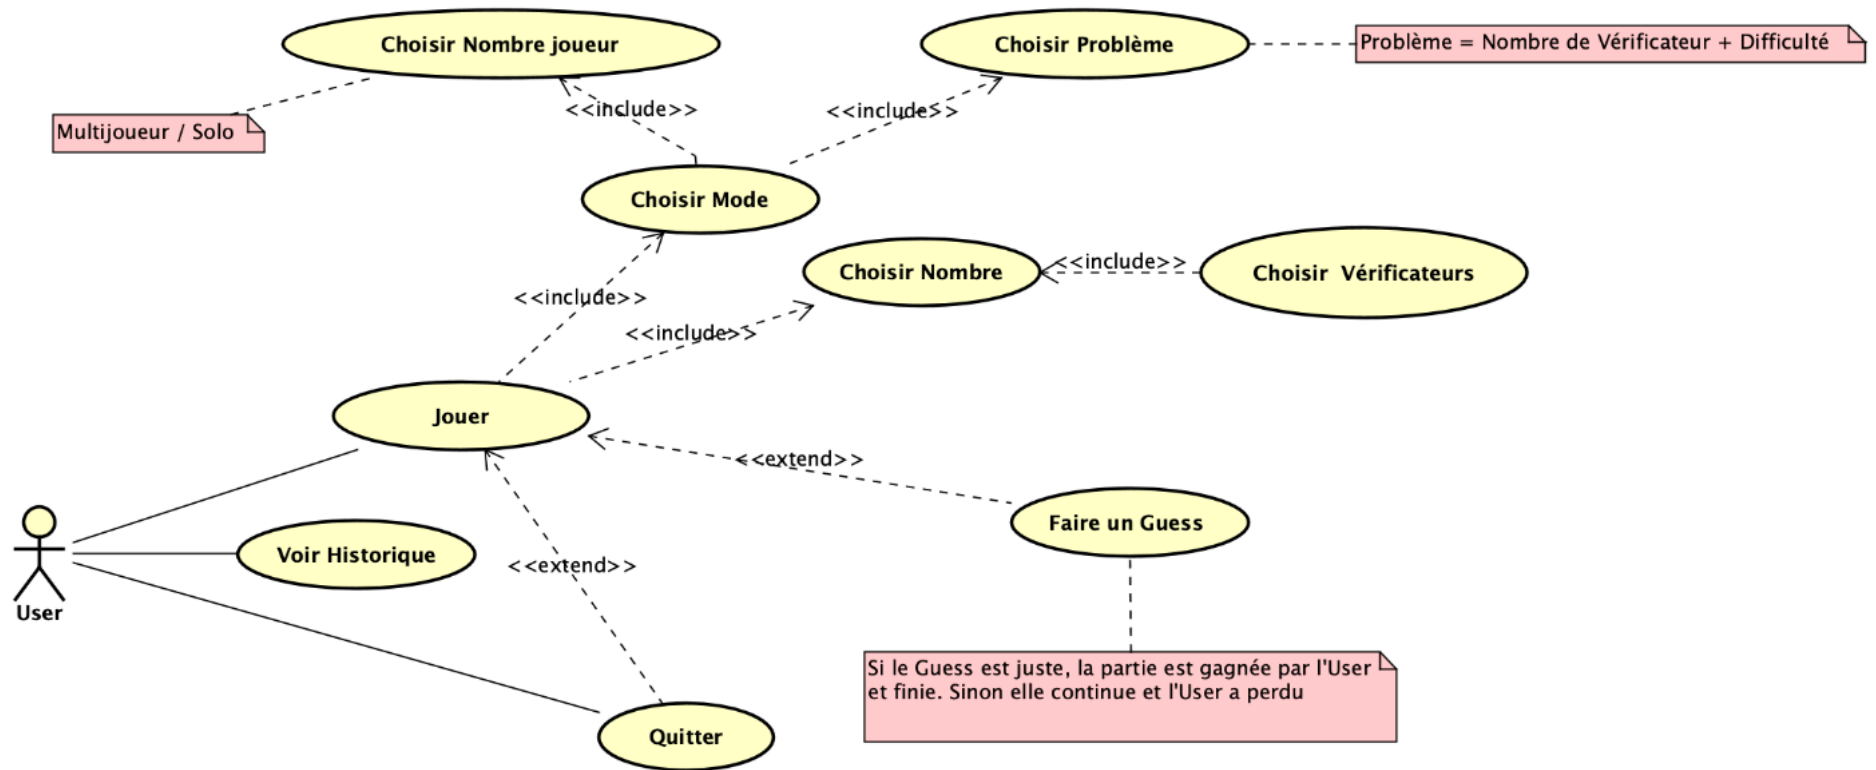 Choisir Nombre joueur
Choisir Problème
Problème = Nombre de Vérificateur + Difficulté
<<include>>
<<include>>
Multijoueur / Solo
Choisir Mode
Choisir Nombre
<<include>>
Choisir  Vérificateurs
<<include>>
<<include>>
Jouer
<<extend>>
Faire un Guess
Voir Historique
<<extend>>
User
Si le Guess est juste, la partie est gagnée par l'User
et finie. Sinon elle continue et l'User a perdu
Quitter